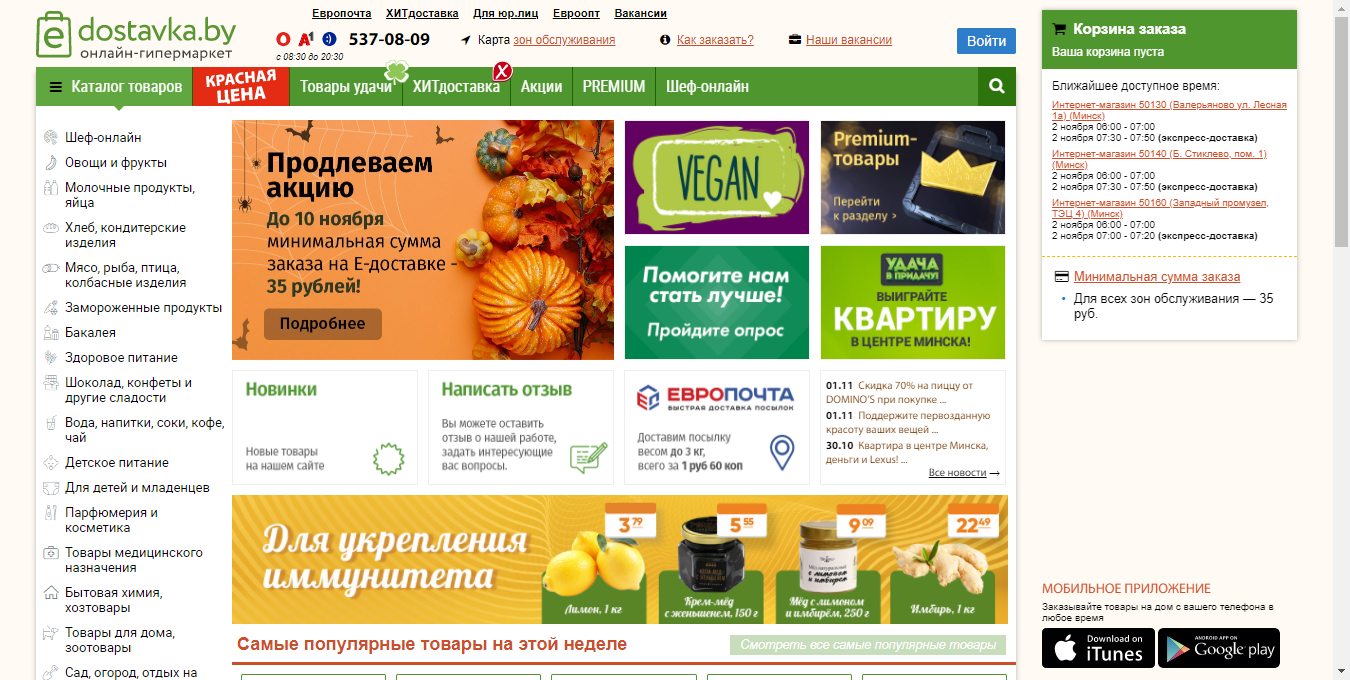 e dostavka.by
онлайн-гипермаркет
Европочта ХИТдоставка Для юр.лиц Евроопт Вакансии
537-08-09
с 08:30 до 20:30
Карта зон обслуживания
Как заказать?
Наши вакансии
Войти
Каталог товаров
КРАСНАЯ
ЦЕНА
Товары удачи
ХИТдоставка
Акции
PREMIUM
Шеф-онлайн
Шеф-онлайн
Овощи и фрукты
Молочные продукты,
яйца
Хлеб, кондитерские
изделия
Мясо, рыба, птица,
колбасные изделия
Замороженные продукты
Бакалея
Здоровое питание
Шоколад, конфеты и
другие сладости
Вода, напитки, соки, кофе,
чай
Детское питание
Для детей и младенцев
Парфюмерия и
косметика
Товары медицинского
назначения
Бытовая химия,
хозтовары
Товары для дома,
зоотовары
Сад, огород, отдых на
Продлеваем
акцию
До 10 ноября
минимальная сумма
заказа на Е-доставке -
35 рублей!
Подробнее
VEGAN
Premium-
товары
Перейти
к разделу >
Помогите нам
стать лучше!
Пройдите опрос
УДАЧА
В ПРИДАЧУ!
ВЫИГРАЙТЕ
КВАРТИРУ
В ЦЕНТРЕ МИНСКА!
Новинки
Новые товары
на нашем сайте
Написать отзыв
Вы можете оставить
отзыв о нашей работе,
задать интересующие
вас вопросы.
ЕВРОПОЧТА
БЫСТРАЯ ДОСТАВКА ПОСЫЛОК
Доставим посылку
весом до 3 кг,
всего за 1 руб 60 коп
01.11 Скидка 70% на пиццу от
DOMINO'S при покупке ...
01.11 Поддержите первозданную
красоту ваших вещей ...
30.10 Квартира в центре Минска,
деньги и Lexus! ...
Все новости →
Для укрепления
иммунитета
3 79
Лимон, 1 кг
5 55
Крем-мёд
с женьшенем, 150 г
9 09
Мёд с лимоном
и имбирём, 250 г
22 49
Имбирь, 1 кг
Самые популярные товары на этой неделе
Смотреть все самые популярные товары
Корзина заказа
Ваша корзина пуста
Ближайшее доступное время:
Интернет-магазин 50130 (Валерьяново ул. Лесная
1а) (Минск)
2 ноября 06:00 - 07:00
2 ноября 07:30 - 07:50 (экспресс-доставка)
Интернет-магазин 50140 (Б. Стиклево, пом. 1)
(Минск)
2 ноября 06:00 - 07:00
2 ноября 07:30 - 07:50 (экспресс-доставка)
Интернет-магазин 50160 (Западный промузел,
ТЭЦ 4) (Минск)
2 ноября 06:00 - 07:00
2 ноября 07:00 - 07:20 (экспресс-доставка)
Минимальная сумма заказа
• Для всех зон обслуживания — 35
руб.
МОБИЛЬНОЕ ПРИЛОЖЕНИЕ
Заказывайте товары на дом с вашего телефона в
любое время
Download on
iTunes
ANDROID APP ON
Google play